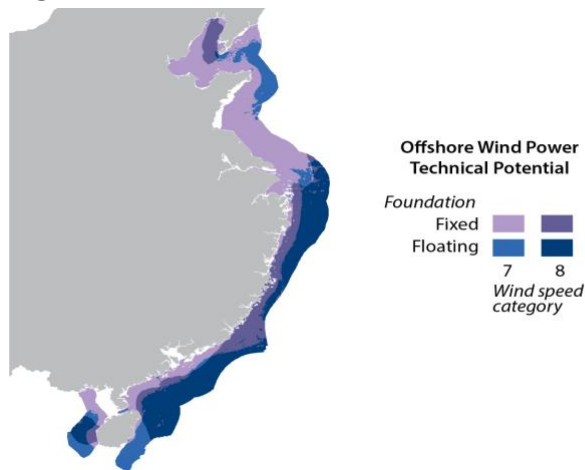 Offshore Wind Power
Technical Potential
Foundation
Fixed
Floating
7 8
Wind speed
category